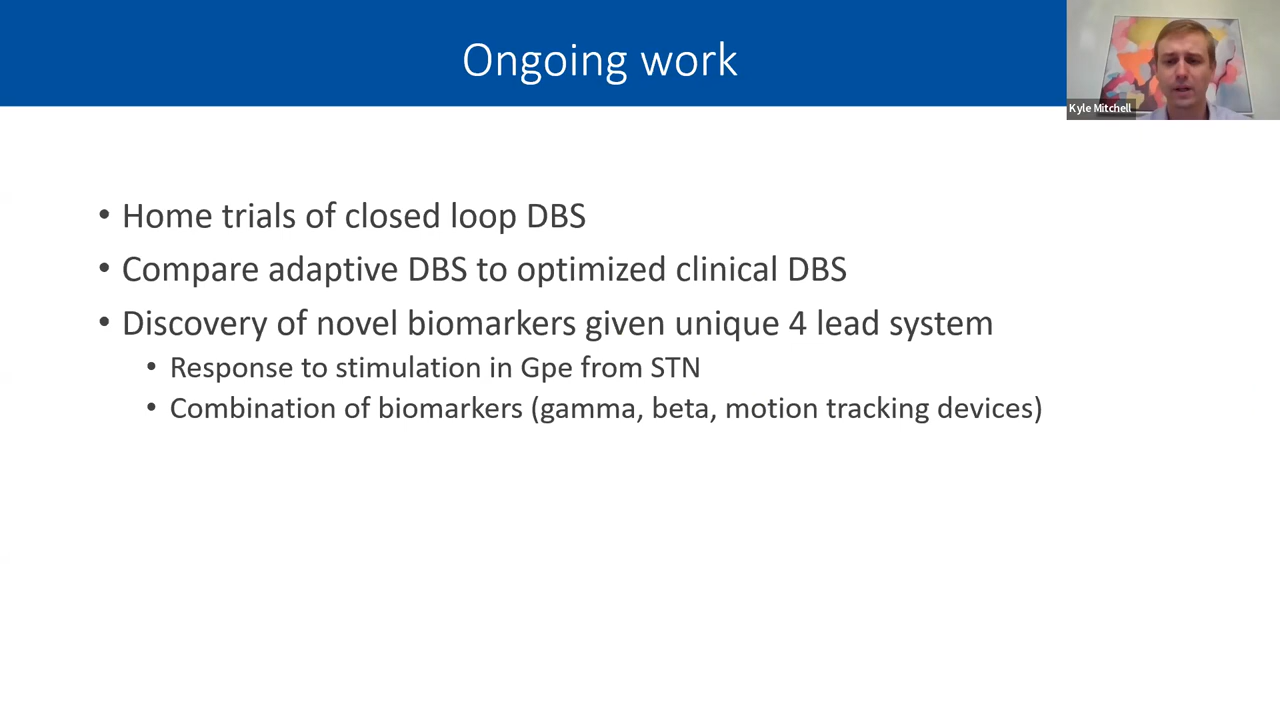 Ongoing work
Kyle Mitchell
• Home trials of closed loop DBS
• Compare adaptive DBS to optimized clinical DBS
• Discovery of novel biomarkers given unique 4 lead system
• Response to stimulation in Gpe from STN
• Combination of biomarkers (gamma, beta, motion tracking devices)